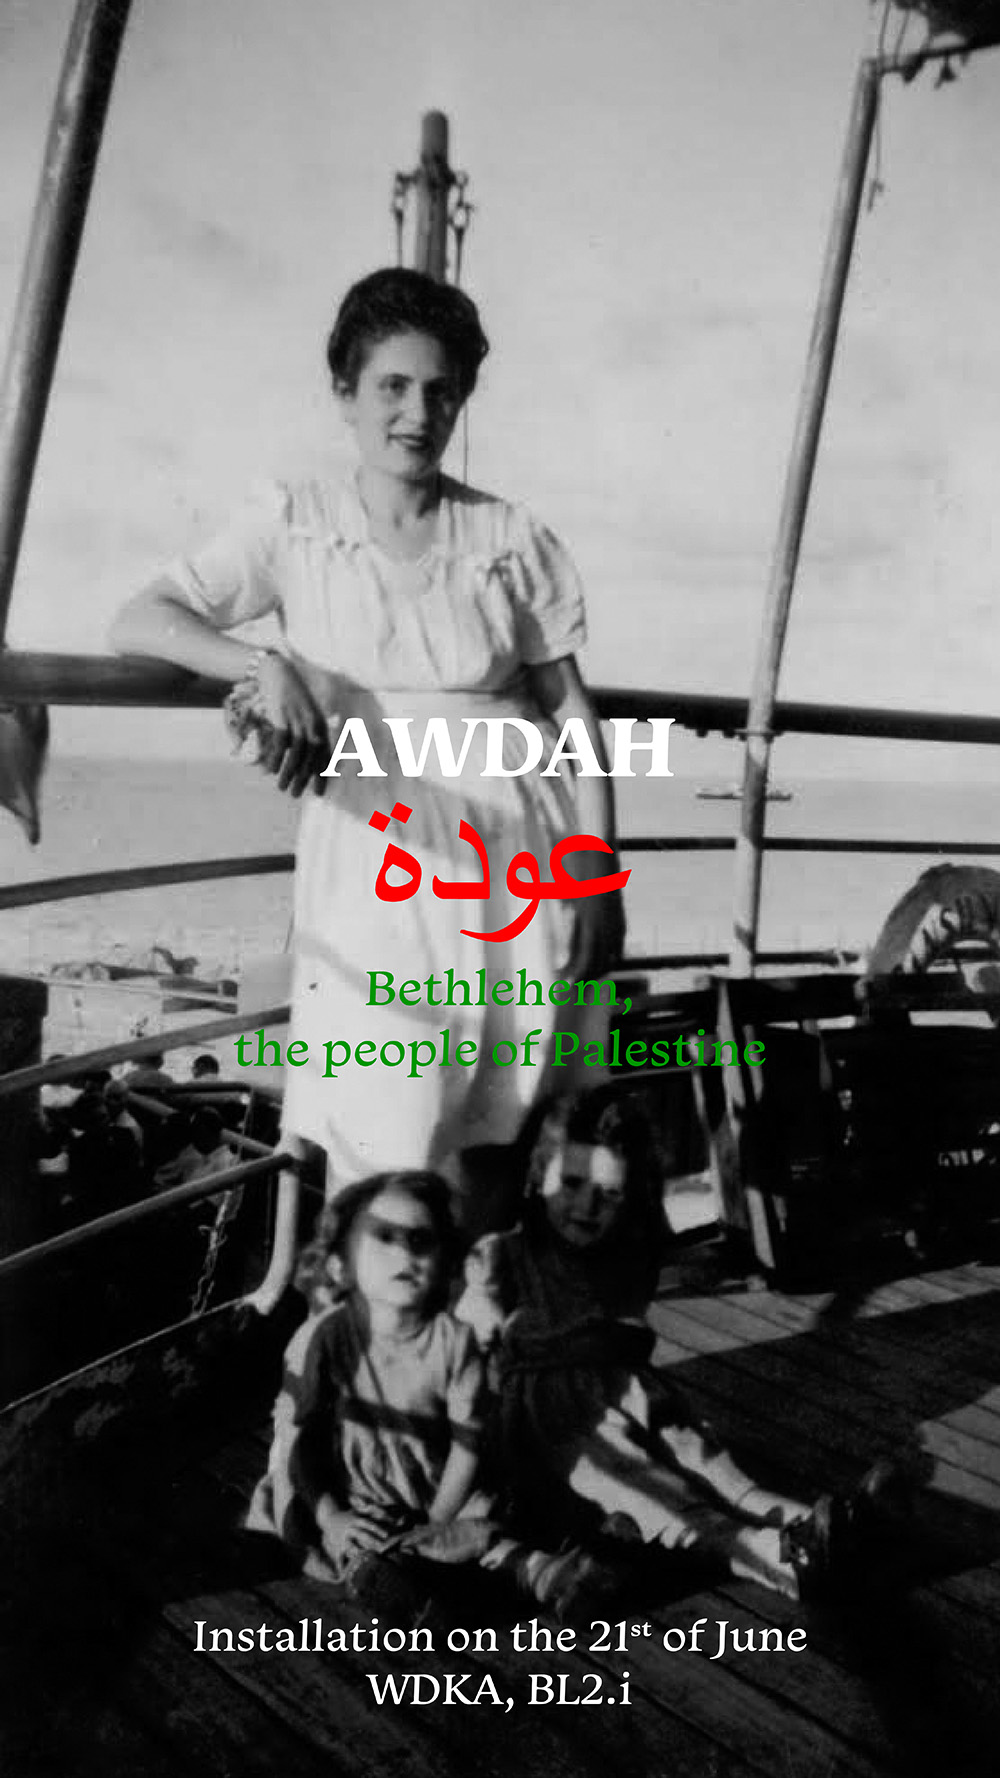 AWDAH
عودة
Bethlehem,
the people of Palestine
Installation on the 21st of June
WDKA, BL2.i